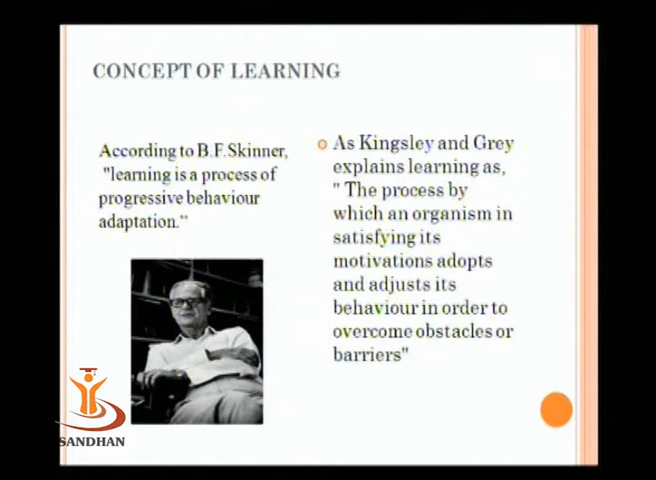 CONCEPT OF LEARNING
According to B.F.Skinner,
"learning is a process of
progressive behaviour
adaptation."
As Kingsley and Grey
explains learning as,
" The process by
which an organism in
satisfying its
motivations adopts
and adjusts its
behaviour in order to
overcome obstacles or
barriers"
SANDHAN